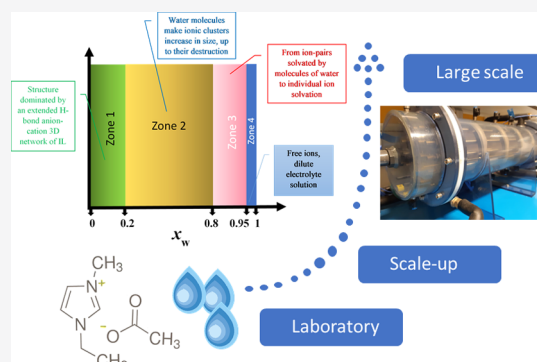 Water molecules
make ionic clusters
increase in size, up
to their destruction
From ion-pairs
solvated by
molecules of water
to individual ion
solvation
Large scale
Structure
dominated by
an extended H-
bond anion-
cation 3D
network of IL
Zone 1
Zone 2
Zone 3
Zone 4
Free ions,
dilute
electrolyte
solution
0 0.2 0.8 0.95 1
xw
Scale-up
Laboratory
CH3
N
+
N
CH3
O
-O CH3